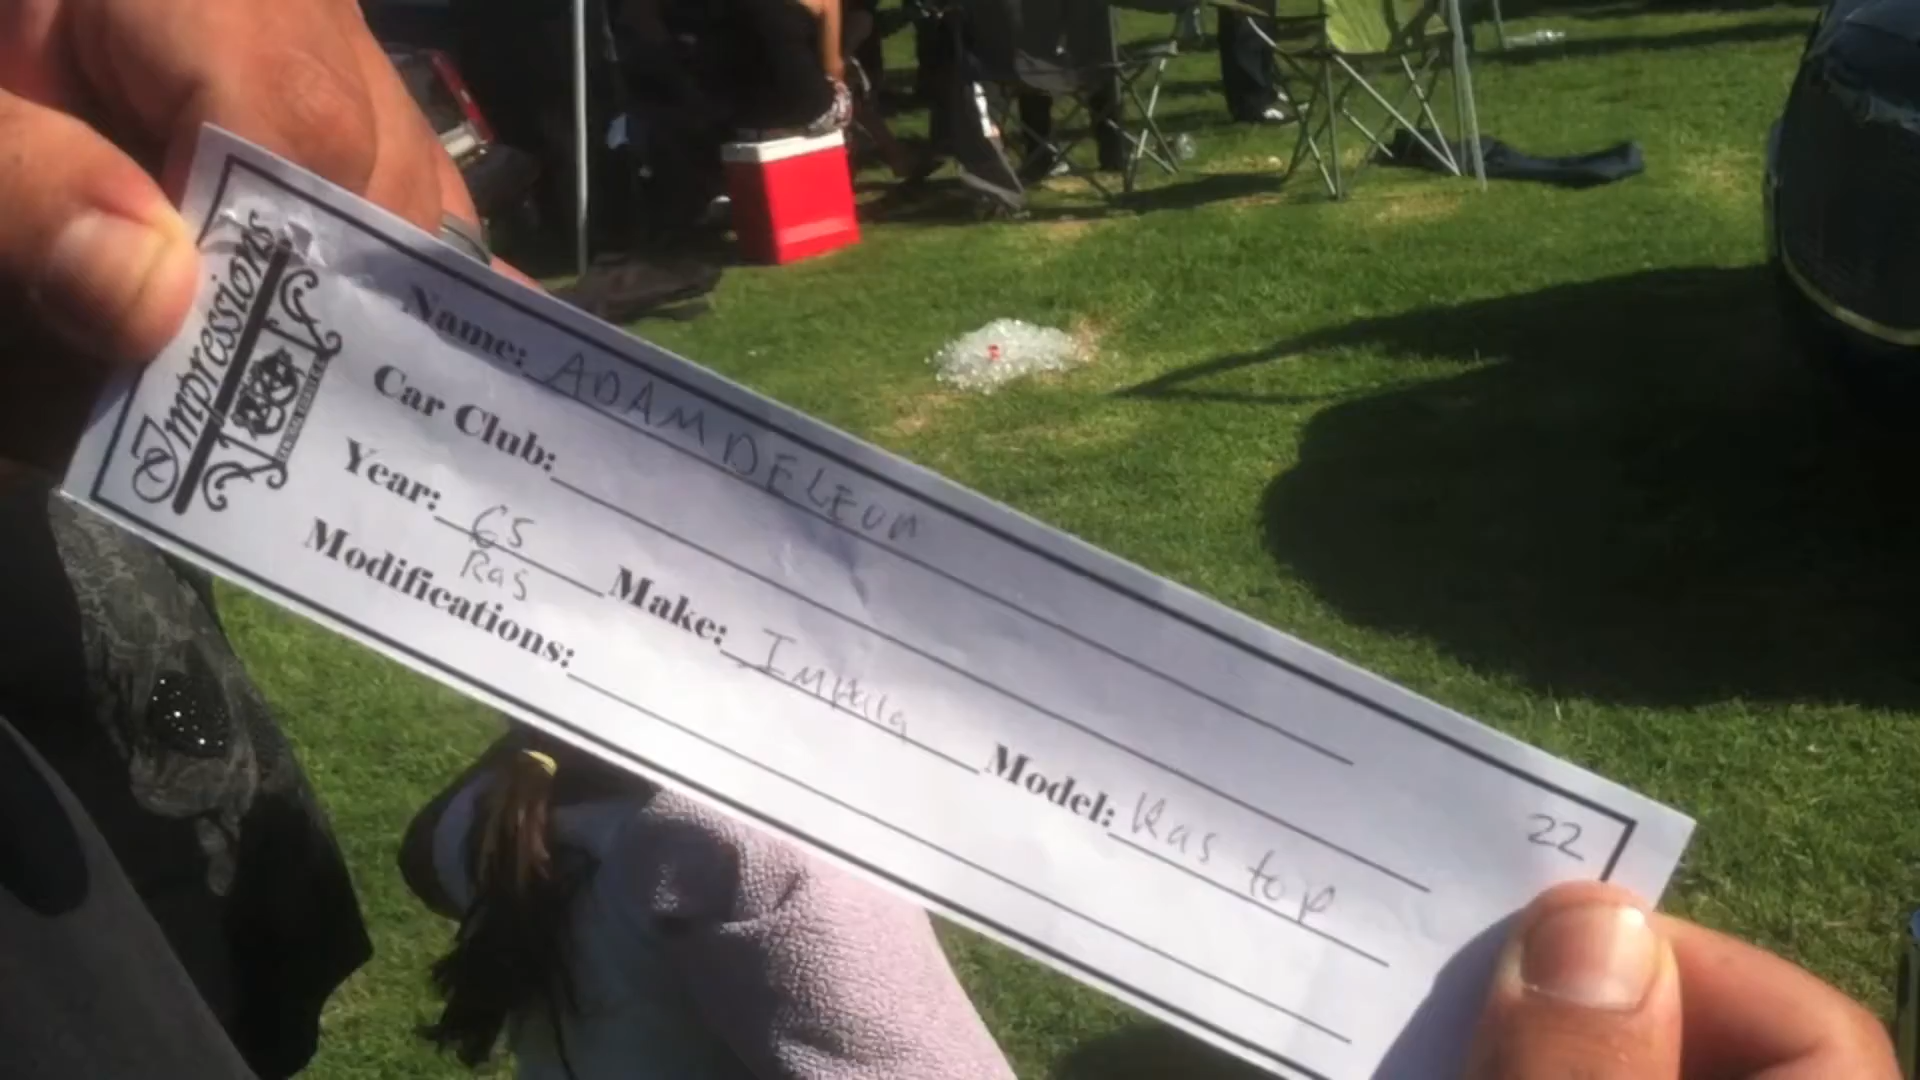 Impressions
Name: ADAM DELEON
Car Club:
Year: 65 Make: Impala Model: Ras top
Ras
Modifications:
22